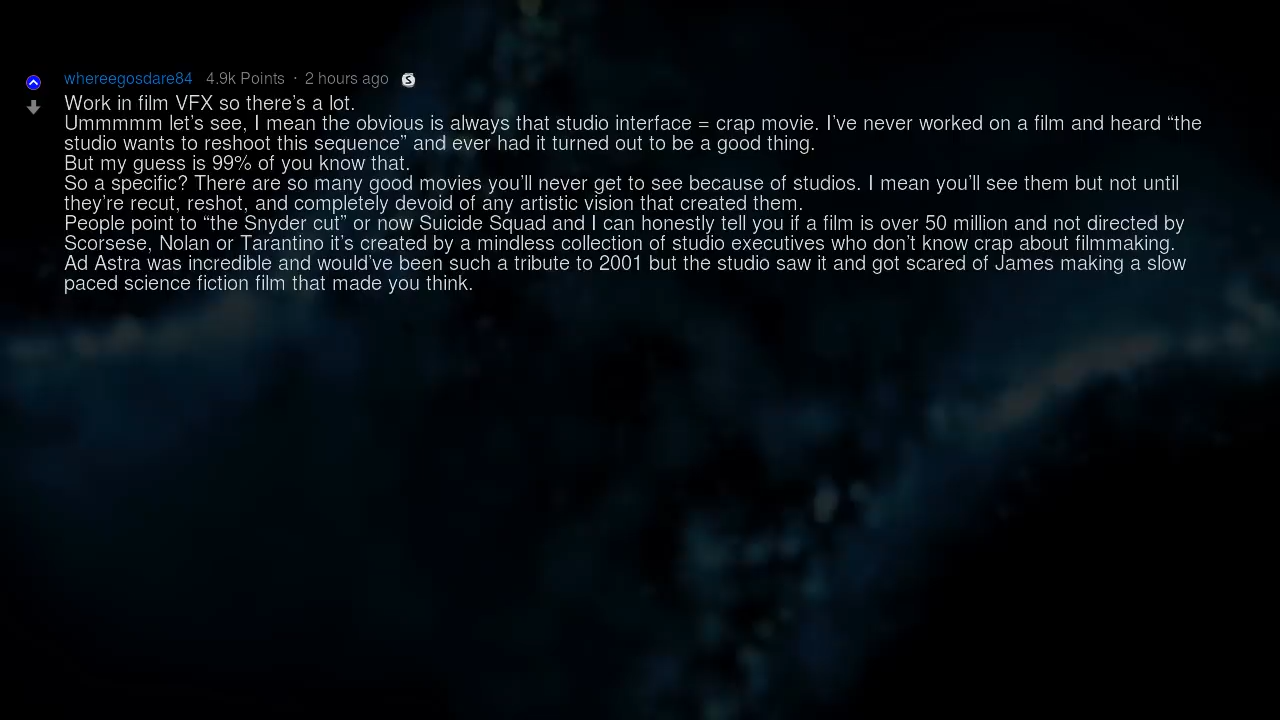 whereegosdare84 4.9k Points · 2 hours ago S
Work in film VFX so there's a lot.
Ummmmm let's see, I mean the obvious is always that studio interface = crap movie. I've never worked on a film and heard “the
studio wants to reshoot this sequence” and ever had it turned out to be a good thing.
But my guess is 99% of you know that.
So a specific? There are so many good movies you'll never get to see because of studios. I mean you'll see them but not until
they're recut, reshot, and completely devoid of any artistic vision that created them.
People point to “the Snyder cut” or now Suicide Squad and I can honestly tell you if a film is over 50 million and not directed by
Scorsese, Nolan or Tarantino it's created by a mindless collection of studio executives who don't know crap about filmmaking.
Ad Astra was incredible and would've been such a tribute to 2001 but the studio saw it and got scared of James making a slow
paced science fiction film that made you think.